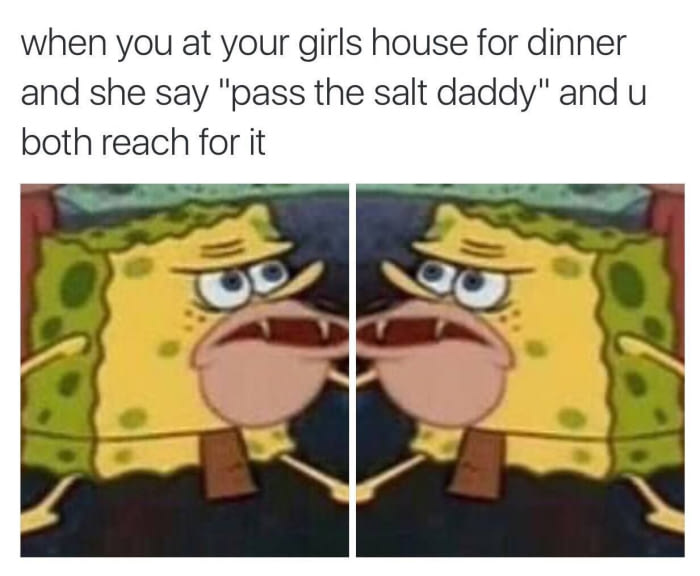 when you at your girls house for dinner
and she say "pass the salt daddy" and u
both reach for it